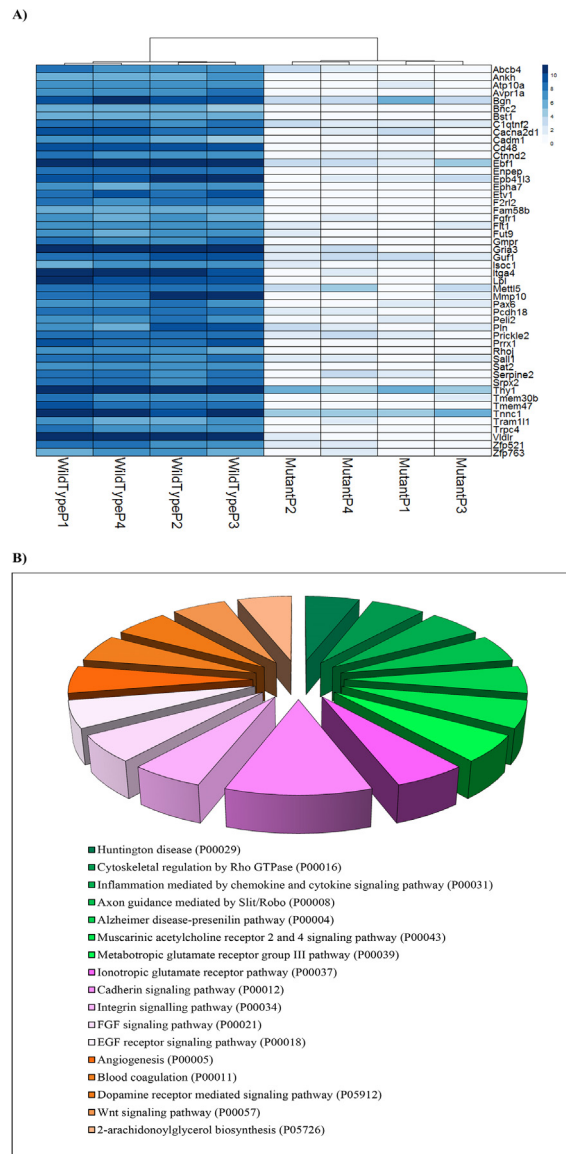 A)
Abcb4
Ankh
Atp10a
Avpr1a
Bgn
Bnc2
Bst1
C1qtnf2
Cacna2d1
Cadm1
Cd48
Ctnnd2
Ebf1
Enpep
Epb41l3
Epha7
Etv1
F2rl2
Fam58b
Fgfr1
Flt1
Fut9
Gmpr
Gria3
Guf1
Isoc1
Itga4
Lpl
Mettl5
Mmp10
Pax6
Pcdh18
Peli2
Pln
Prickle2
Prrx1
Rhoj
Sall1
Sat2
Serpine2
Srpx2
Thy1
Tmem30b
Tmem47
Tnnc1
Tram1l1
Trpc4
Vldlr
Zfp521
Zfp763
10
8
6
4
2
0
WildTypeP1
WildTypeP4
WildTypeP2
WildTypeP3
MutantP2
MutantP4
MutantP1
MutantP3
B)
Huntington disease (P00029)
Cytoskeletal regulation by Rho GTPase (P00016)
Inflammation mediated by chemokine and cytokine signaling pathway (P00031)
Axon guidance mediated by Slit/Robo (P00008)
Alzheimer disease-presenilin pathway (P00004)
Muscarinic acetylcholine receptor 2 and 4 signaling pathway (P00043)
Metabotropic glutamate receptor group III pathway (P00039)
Ionotropic glutamate receptor pathway (P00037)
Cadherin signaling pathway (P00012)
Integrin signalling pathway (P00034)
FGF signaling pathway (P00021)
EGF receptor signaling pathway (P00018)
Angiogenesis (P00005)
Blood coagulation (P00011)
Dopamine receptor mediated signaling pathway (P05912)
Wnt signaling pathway (P00057)
2-arachidonoylglycerol biosynthesis (P05726)